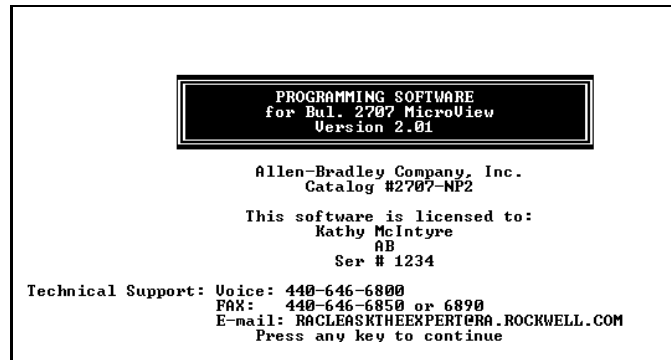 PROGRAMMING SOFTWARE
for Bul. 2707 MicroView
Version 2.01
Allen-Bradley Company, Inc.
Catalog #2707-NP2
This software is licensed to:
Kathy McIntyre
AB
Ser # 1234
Technical Support: Voice: 440-646-6800
FAX: 440-646-6850 or 6890
E-mail: RACLEASKTHEEXPERT@RA.ROCKWELL.COM
Press any key to continue